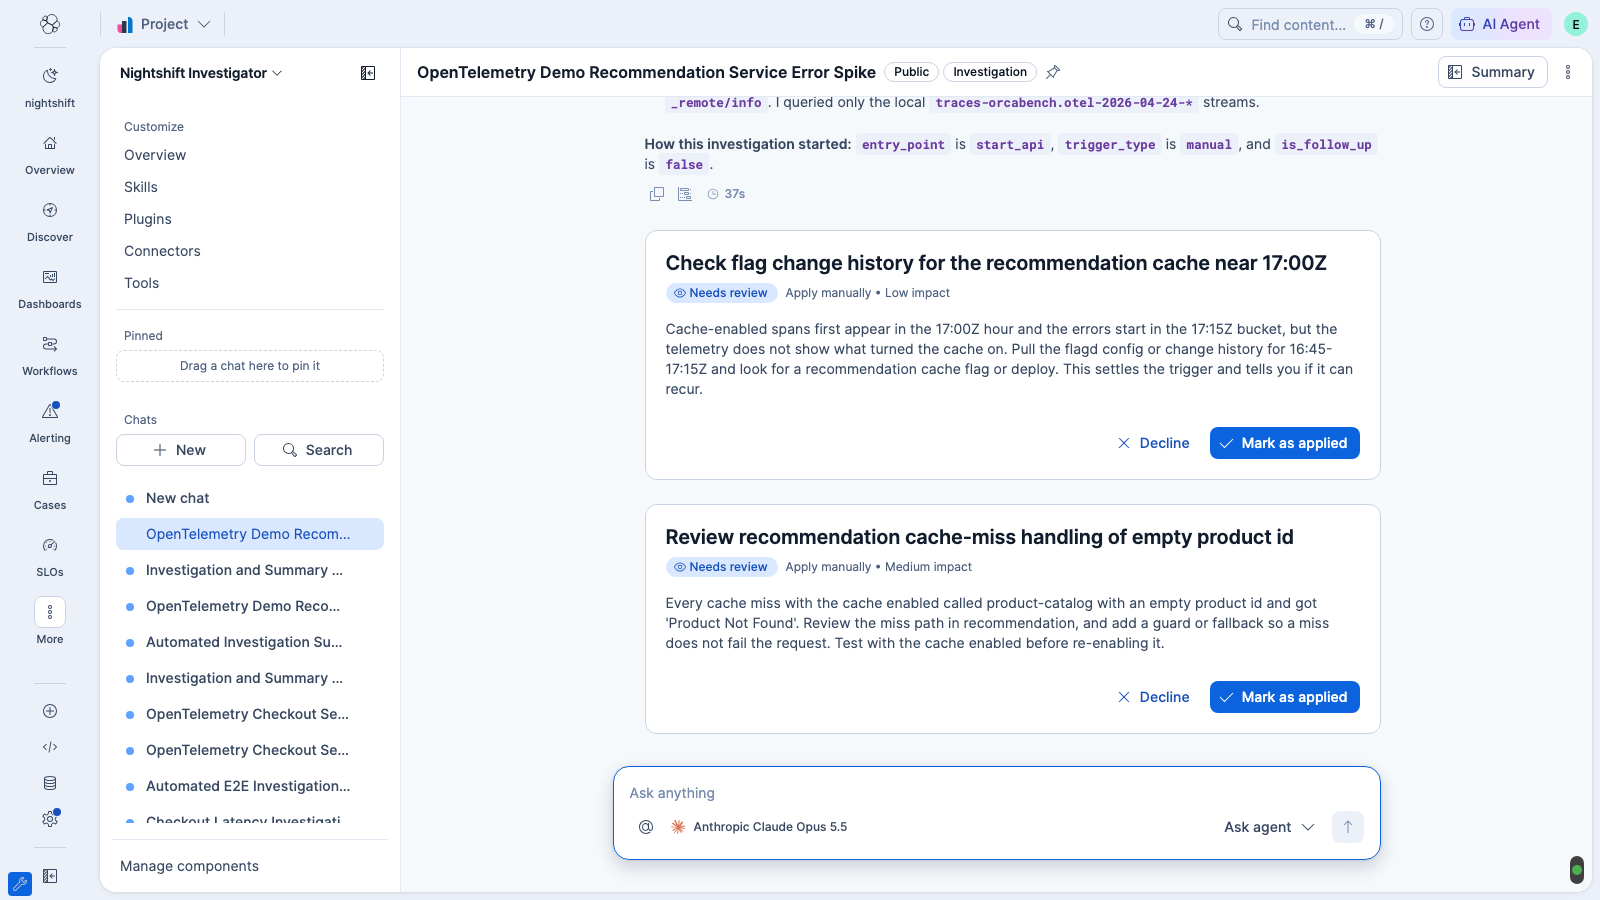 Project
Find content...
⌘ /
AI Agent
E
nightshift
Overview
Discover
Dashboards
Workflows
Alerting
Cases
SLOs
More
Nightshift Investigator
Customize
Overview
Skills
Plugins
Connectors
Tools
Pinned
Drag a chat here to pin it
Chats
New
Search
New chat
OpenTelemetry Demo Recom...
Investigation and Summary ...
OpenTelemetry Demo Reco...
Automated Investigation Su...
Investigation and Summary ...
OpenTelemetry Checkout Se...
OpenTelemetry Checkout Se...
Automated E2E Investigation...
Checkout Latency Investigati
Manage components
OpenTelemetry Demo Recommendation Service Error Spike
Public
Investigation
Summary
_remote/info . I queried only the local traces-orcabench.otel-2026-04-24-* streams.
How this investigation started: entry_point is start_api , trigger_type is manual , and is_follow_up
is false .
37s
Check flag change history for the recommendation cache near 17:00Z
Needs review Apply manually • Low impact
Cache-enabled spans first appear in the 17:00Z hour and the errors start in the 17:15Z bucket, but the
telemetry does not show what turned the cache on. Pull the flagd config or change history for 16:45-
17:15Z and look for a recommendation cache flag or deploy. This settles the trigger and tells you if it can
recur.
Decline
Mark as applied
Review recommendation cache-miss handling of empty product id
Needs review Apply manually • Medium impact
Every cache miss with the cache enabled called product-catalog with an empty product id and got
'Product Not Found'. Review the miss path in recommendation, and add a guard or fallback so a miss
does not fail the request. Test with the cache enabled before re-enabling it.
Decline
Mark as applied
Ask anything
@ Anthropic Claude Opus 5.5
Ask agent